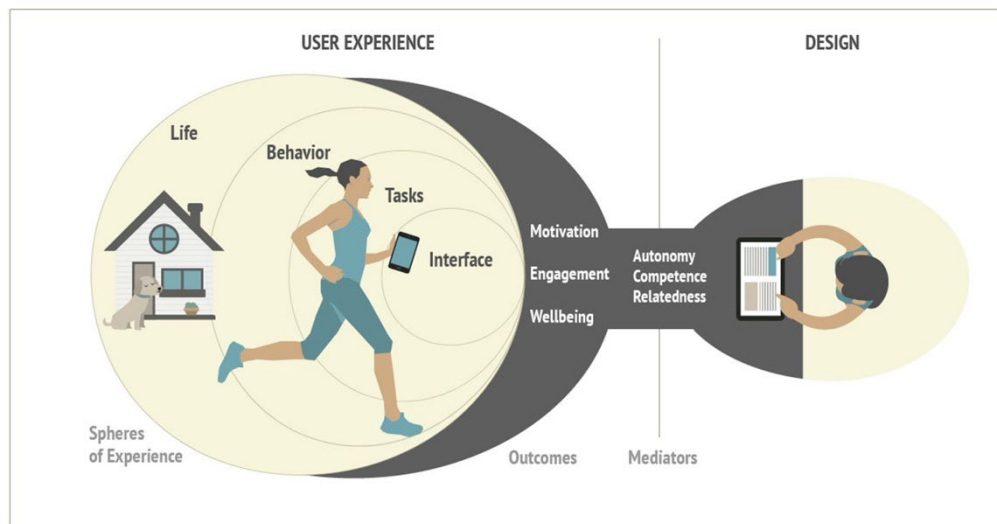 USER EXPERIENCE
DESIGN
Life
Behavior
Tasks
Interface
Motivation
Engagement
Wellbeing
Autonomy
Competence
Relatedness
Spheres
of Experience
Outcomes
Mediators